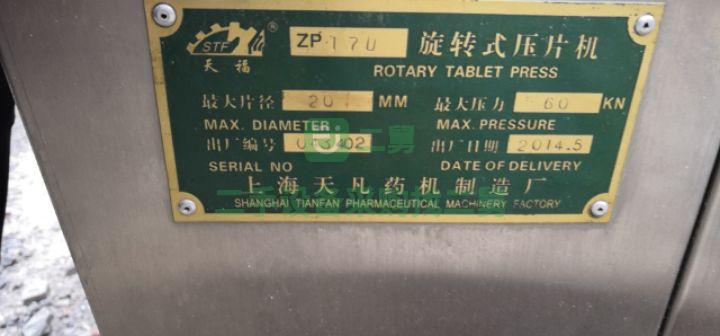 STF
天福
ZP 17U 旋转式压片机
ROTARY TABLET PRESS
最大片径 20 MM 最大压力 60 KN
MAX. DIAMETER MAX. PRESSURE
出厂编号 出厂日期 2014.5
SERIAL NO DATE OF DELIVERY
二舅
上海天凡药机制造厂
SHANGHAI TIANFAN PHARMACEUTICAL MACHINERY FACTORY